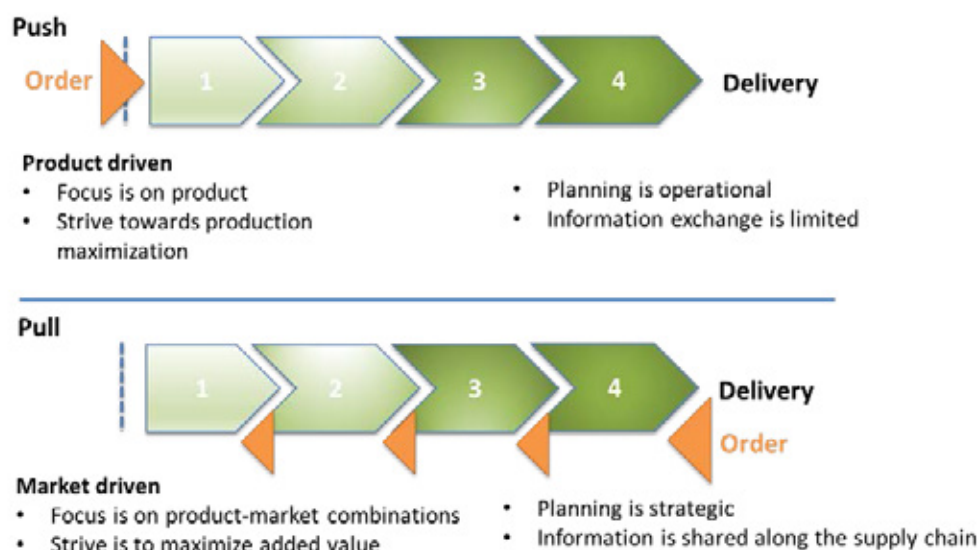 Push
Order
1 2 3 4
Delivery
Product driven
• Focus is on product
• Strive towards production
maximization
• Planning is operational
• Information exchange is limited
Pull
1 2 3 4
Delivery
Order
Market driven
• Focus is on product-market combinations
• Strive is to maximize added value
• Planning is strategic
• Information is shared along the supply chain